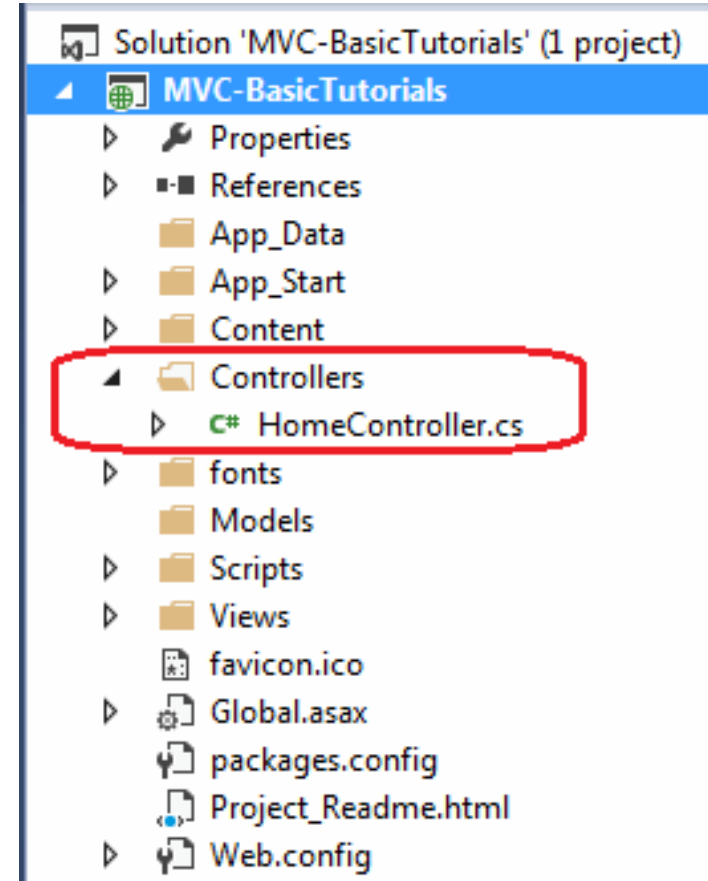 Solution 'MVC-BasicTutorials' (1 project)
MVC-BasicTutorials
Properties
References
App_Data
App_Start
Content
Controllers
C# HomeController.cs
fonts
Models
Scripts
Views
favicon.ico
Global.asax
packages.config
Project_Readme.html
Web.config